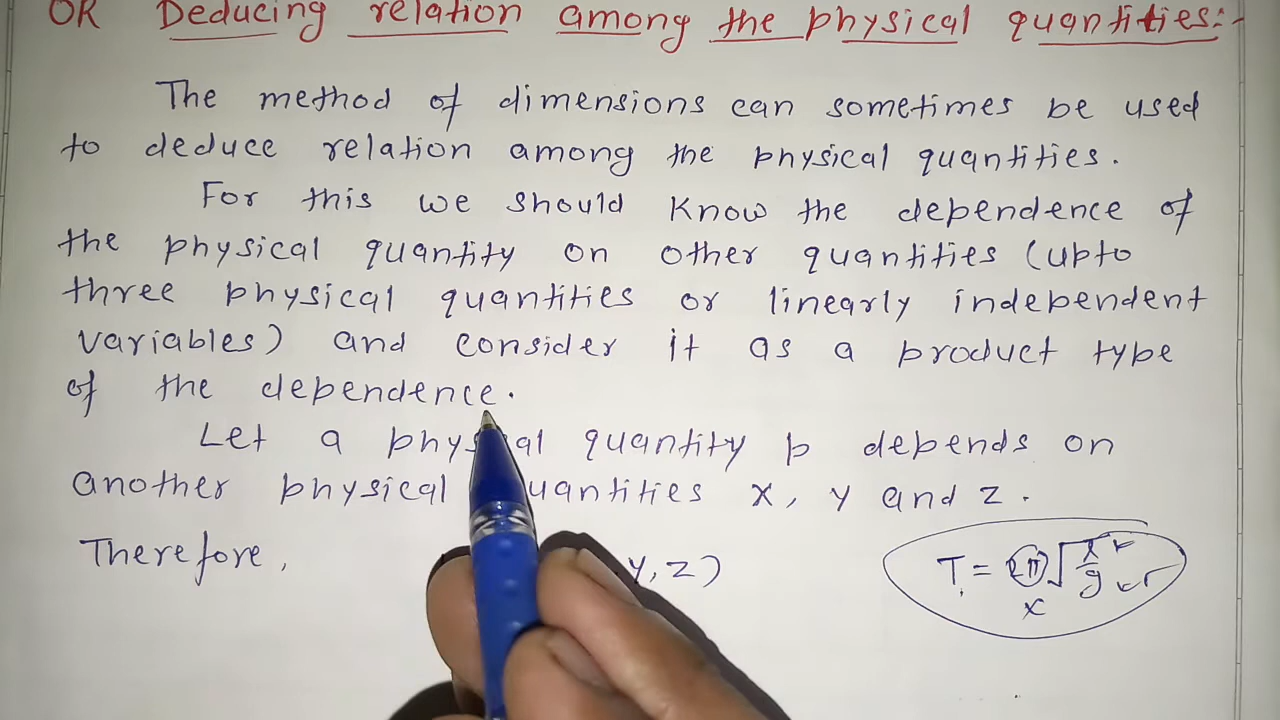 OR Deducing relation among the physical quantities:-
The method of dimensions can sometimes be used
to deduce relation among the physical quantities.
For this we should know the dependence of
the physical quantity on other quantities (upto
three physical quantities or linearly independent
variables) and consider it as a product type
of the dependence.
Let a physical quantity p depends on
another physical quantities x, y and z.
Therefore, y, z)
T = 2π√
g
x